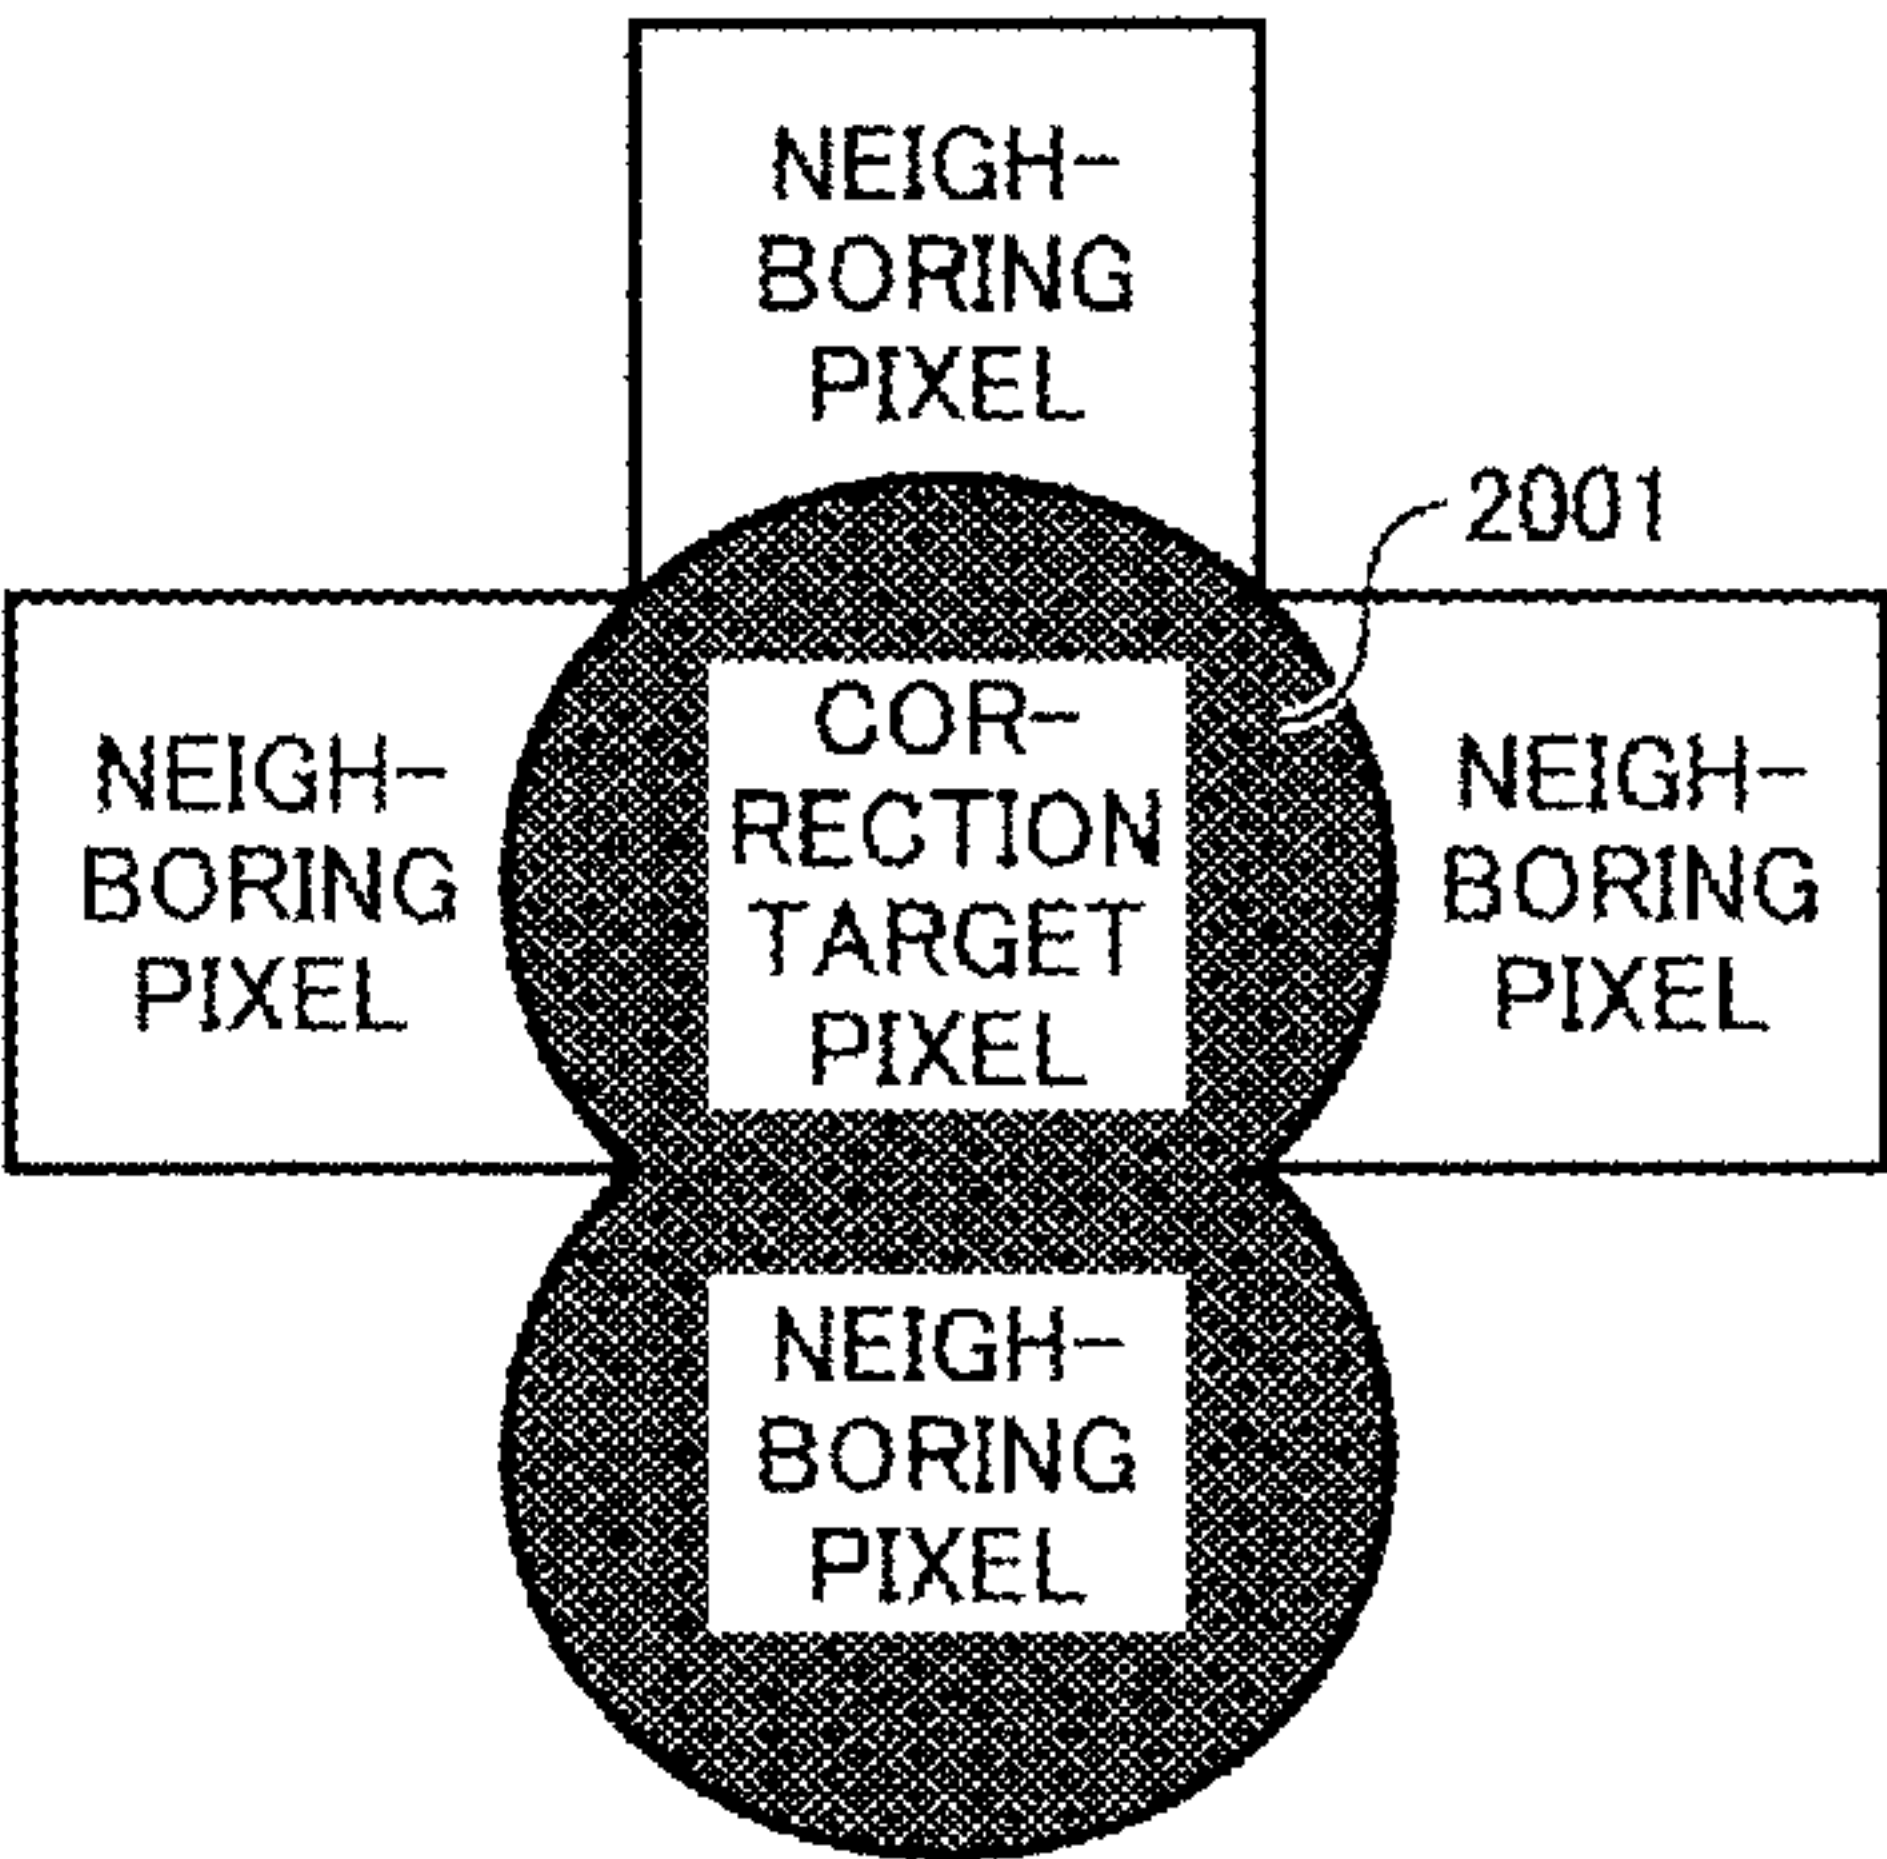 NEIGH-
BORING
PIXEL
2001
NEIGH-
BORING
PIXEL
COR-
RECTION
TARGET
PIXEL
NEIGH-
BORING
PIXEL
NEIGH-
BORING
PIXEL